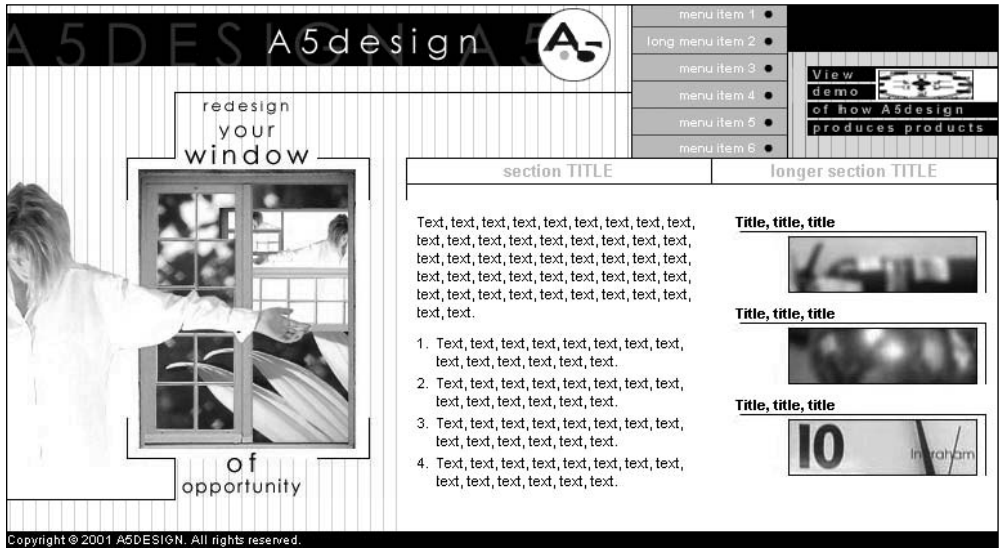 A5DESIGN A5
A5design
A5
menu item 1
long menu item 2
menu item 3
menu item 4
menu item 5
menu item 6
View
demo
of how A5design
produces products
redesign
your
window
of
opportunity
section TITLE
longer section TITLE
Text, text, text, text, text, text, text, text, text,
text, text, text, text, text, text, text, text, text,
text, text, text, text, text, text, text, text, text,
text, text, text, text, text, text, text, text, text,
text, text, text, text, text, text, text, text, text,
text, text.
1. Text, text, text, text, text, text, text, text,
text, text, text, text, text, text.
2. Text, text, text, text, text, text, text, text,
text, text, text, text, text, text.
3. Text, text, text, text, text, text, text, text,
text, text, text, text, text, text.
4. Text, text, text, text, text, text, text, text,
text, text, text, text, text, text.
Title, title, title
Title, title, title
Title, title, title
10
Ingraham
Copyright © 2001 A5DESIGN. All rights reserved.